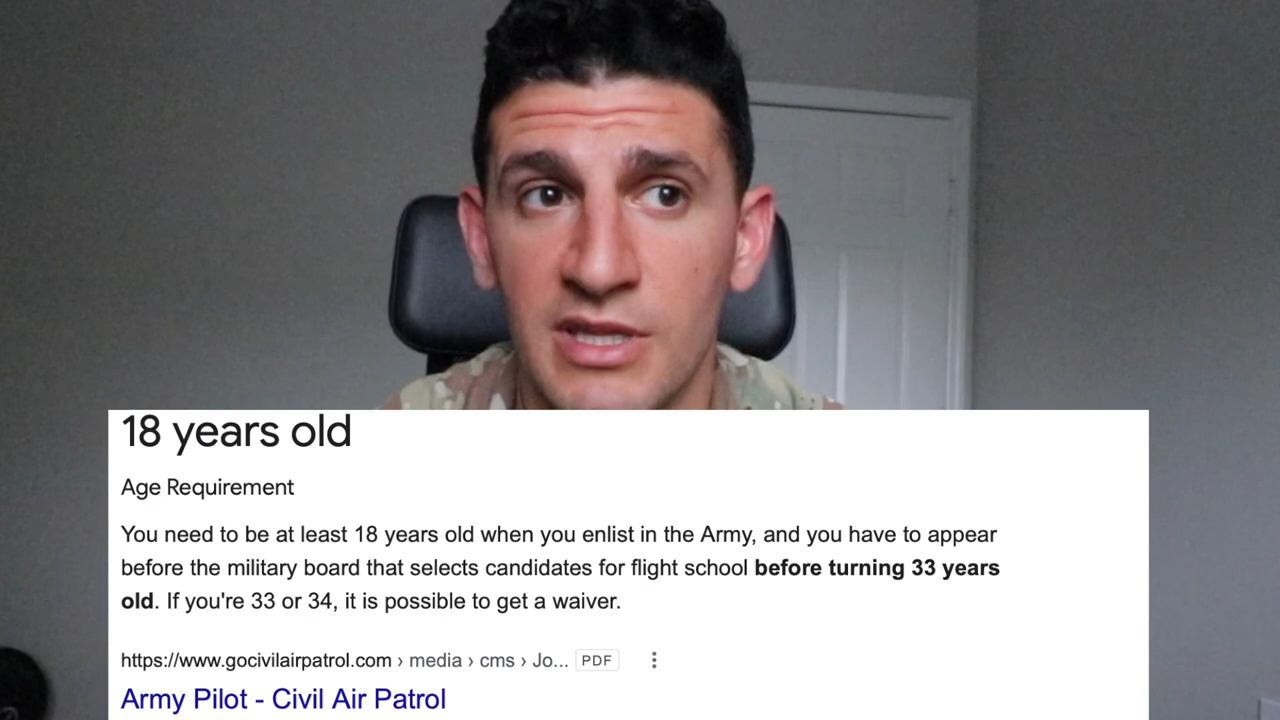 18 years old
Age Requirement
You need to be at least 18 years old when you enlist in the Army, and you have to appear
before the military board that selects candidates for flight school before turning 33 years
old. If you're 33 or 34, it is possible to get a waiver.
https://www.gocivilairpatrol.com › media › cms › Jo... PDF
Army Pilot - Civil Air Patrol